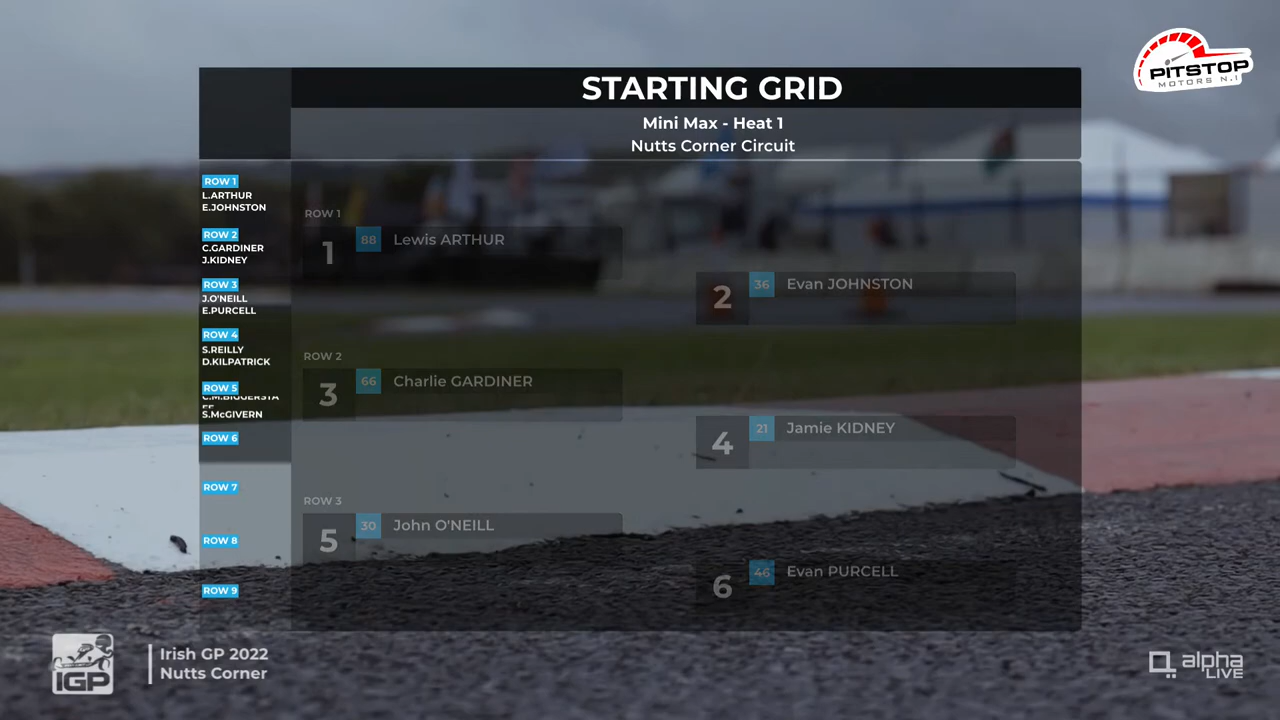 PITSTOP
MOTORS N.I
STARTING GRID
Mini Max - Heat 1
Nutts Corner Circuit
ROW 1
L.ARTHUR
E.JOHNSTON
ROW 2
C.GARDINER
J.KIDNEY
ROW 3
J.O'NEILL
E.PURCELL
ROW 4
S.REILLY
D.KILPATRICK
ROW 5
C.M.BIGGERSTA
FF
S.McGIVERN
ROW 6
ROW 7
ROW 8
ROW 9
ROW 1
1 88 Lewis ARTHUR
2 36 Evan JOHNSTON
ROW 2
3 66 Charlie GARDINER
4 21 Jamie KIDNEY
ROW 3
5 30 John O'NEILL
6 46 Evan PURCELL
IGP
Irish GP 2022
Nutts Corner
alpha
LIVE